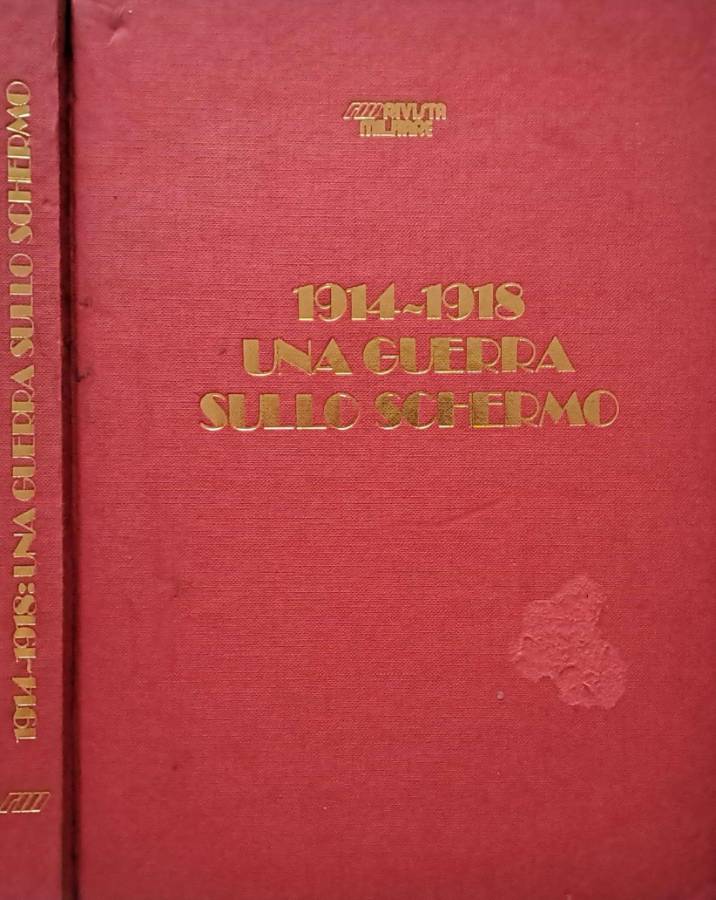 1914~1918: UNA GUERRA SULLO SCHERMO
RIVISTA
MILITARE
1914~1918
UNA GUERRA
SULLO SCHERMO